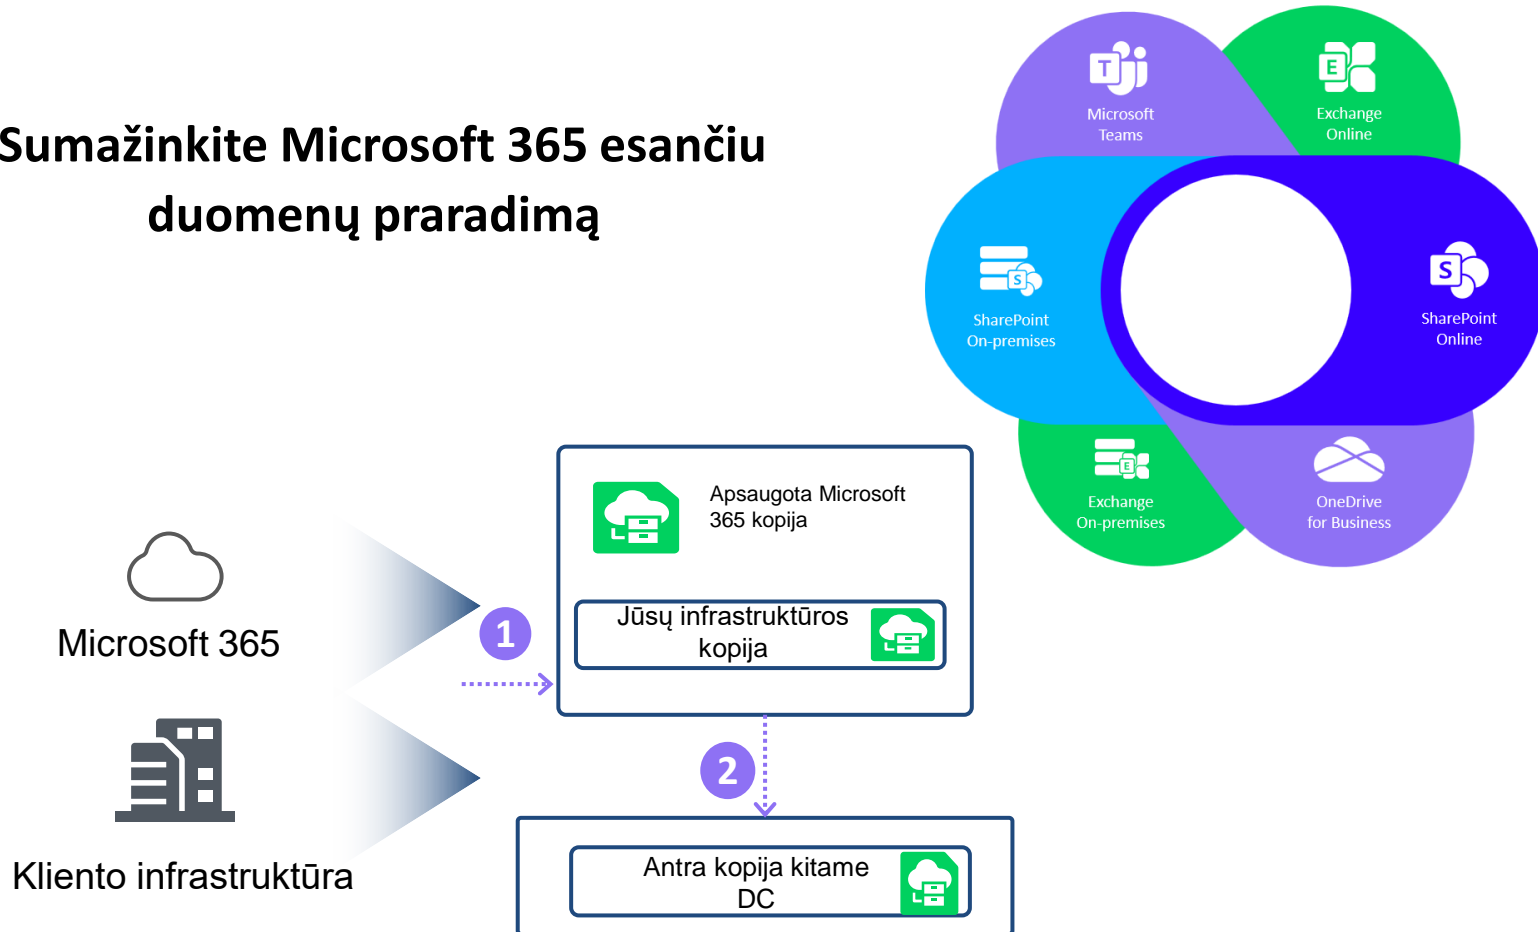 Sumažinkite Microsoft 365 esančiu
duomenų praradimą
T
Microsoft
Teams
E
Exchange
Online
S
SharePoint
On-premises
S
SharePoint
Online
E
Exchange
On-premises
OneDrive
for Business
Apsaugota Microsoft
365 kopija
Jūsų infrastruktūros
kopija
Microsoft 365
1
2
Kliento infrastruktūra
Antra kopija kitame
DC